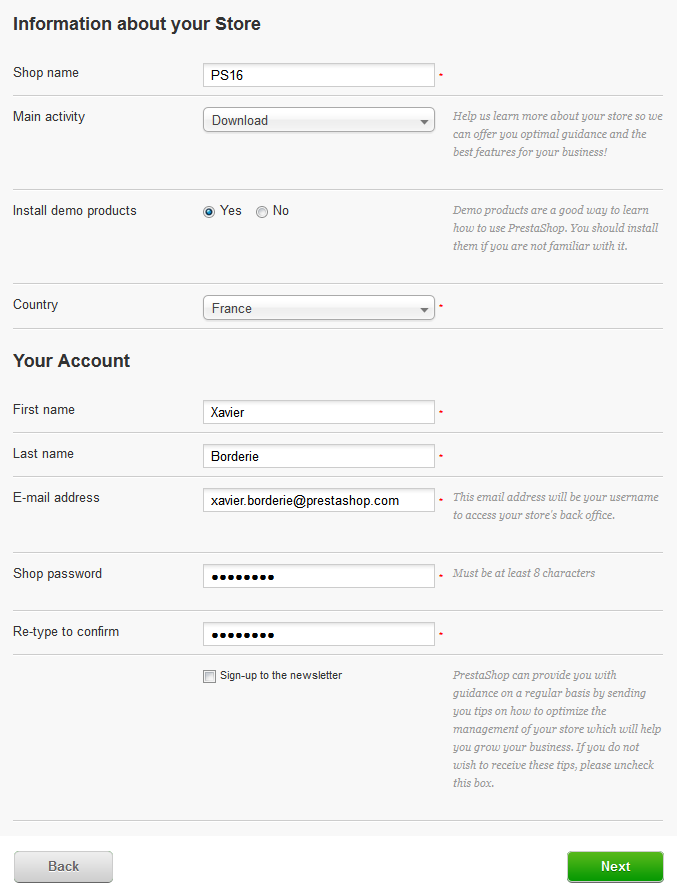 Information about your Store
Shop name
PS16
*
Main activity
Download
Help us learn more about your store so we
can offer you optimal guidance and the
best features for your business!
Install demo products
Yes
No
Demo products are a good way to learn
how to use PrestaShop. You should install
them if you are not familiar with it.
Country
France
*
Your Account
First name
Xavier
*
Last name
Borderie
*
E-mail address
xavier.borderie@prestashop.com
*
This email address will be your username
to access your store's back office.
Shop password
●●●●●●●●
*
Must be at least 8 characters
Re-type to confirm
●●●●●●●●
*
Sign-up to the newsletter
PrestaShop can provide you with
guidance on a regular basis by sending
you tips on how to optimize the
management of your store which will help
you grow your business. If you do not
wish to receive these tips, please uncheck
this box.
Back
Next